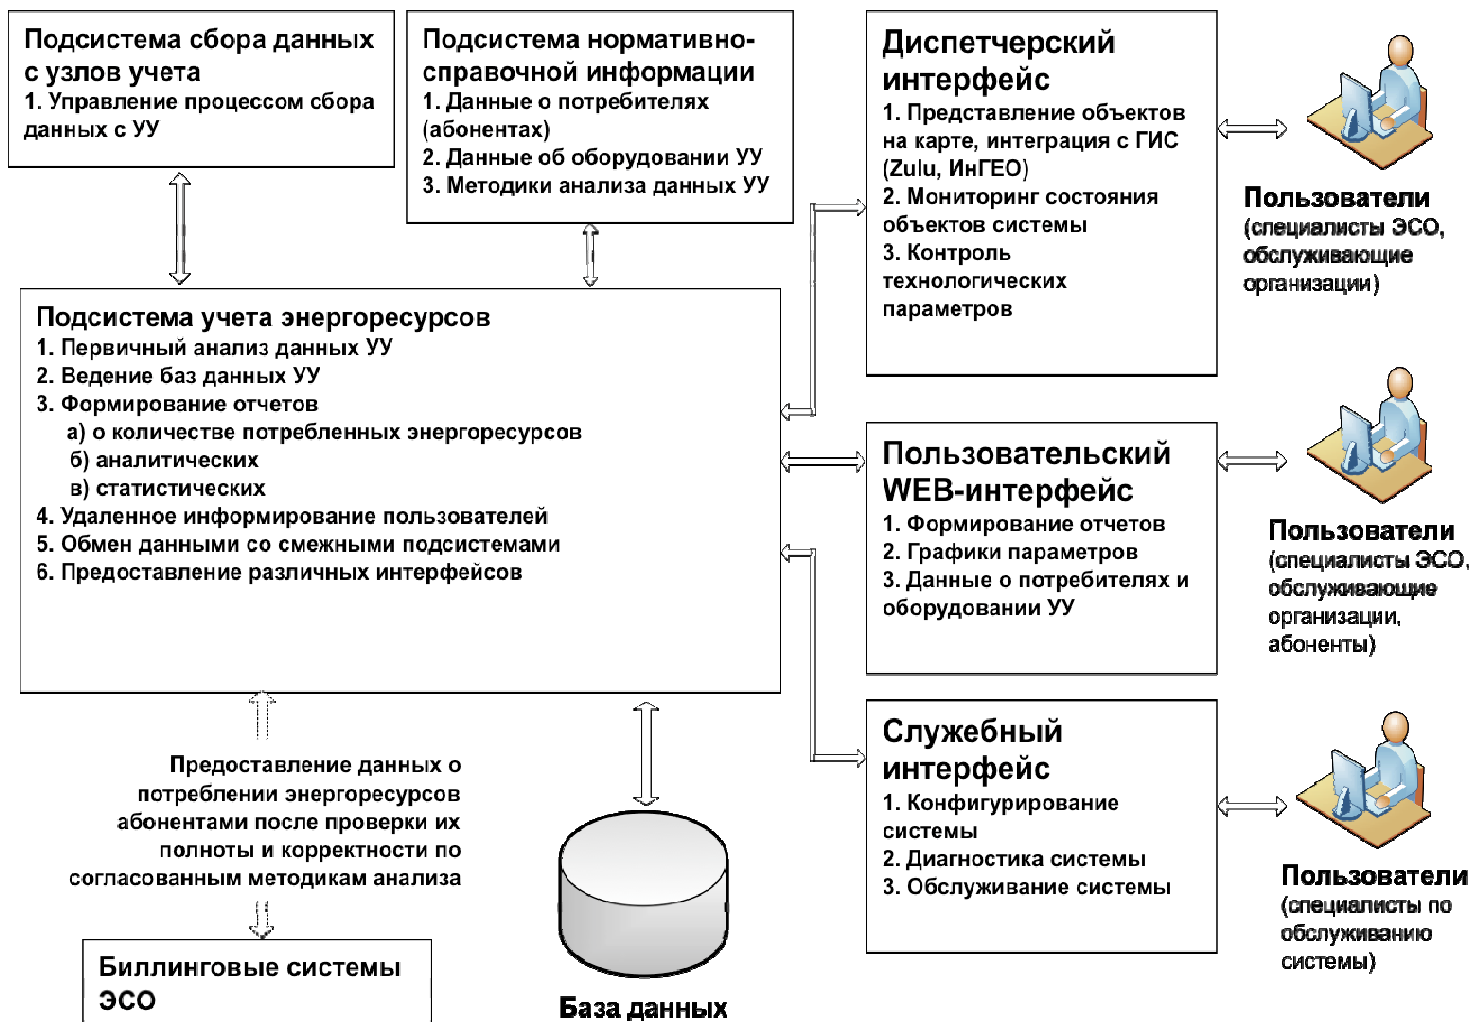 Подсистема сбора данных
с узлов учета
1. Управление процессом сбора
данных с УУ
Подсистема нормативно-
справочной информации
1. Данные о потребителях
(абонентах)
2. Данные об оборудовании УУ
3. Методики анализа данных УУ
Диспетчерский
интерфейс
1. Представление объектов
на карте, интеграция с ГИС
(Zulu, ИнГЕО)
2. Мониторинг состояния
объектов системы
3. Контроль
технологических
параметров
Пользователи
(специалисты ЭСО,
обслуживающие
организации)
Подсистема учета энергоресурсов
1. Первичный анализ данных УУ
2. Ведение баз данных УУ
3. Формирование отчетов
а) о количестве потребленных энергоресурсов
б) аналитических
в) статистических
4. Удаленное информирование пользователей
5. Обмен данными со смежными подсистемами
6. Предоставление различных интерфейсов
Пользовательский
WEB-интерфейс
1. Формирование отчетов
2. Графики параметров
3. Данные о потребителях и
оборудовании УУ
Пользователи
(специалисты ЭСО,
обслуживающие
организации,
абоненты)
Служебный
интерфейс
1. Конфигурирование
системы
2. Диагностика системы
3. Обслуживание системы
Пользователи
(специалисты по
обслуживанию
системы)
Предоставление данных о
потреблении энергоресурсов
абонентами после проверки их
полноты и корректности по
согласованным методикам анализа
Биллинговые системы
ЭСО
База данных